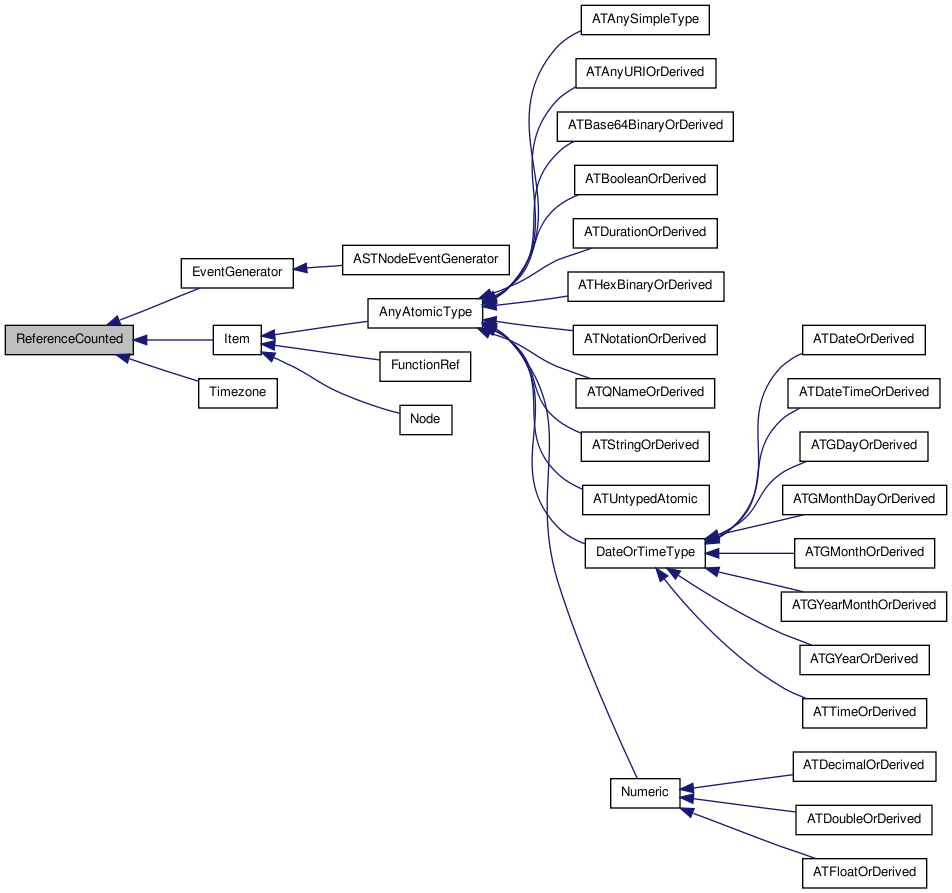 ATAnySimpleType
ATAnyURIOrDerived
ATBase64BinaryOrDerived
ATBooleanOrDerived
ATDurationOrDerived
ASTNodeEventGenerator
EventGenerator
ATHexBinaryOrDerived
AnyAtomicType
ReferenceCounted
Item
ATNotationOrDerived
ATDateOrDerived
FunctionRef
Timezone
ATQNameOrDerived
ATDateTimeOrDerived
Node
ATStringOrDerived
ATGDayOrDerived
ATUntypedAtomic
ATGMonthDayOrDerived
DateOrTimeType
ATGMonthOrDerived
ATGYearMonthOrDerived
ATGYearOrDerived
ATTimeOrDerived
ATDecimalOrDerived
Numeric
ATDoubleOrDerived
ATFloatOrDerived